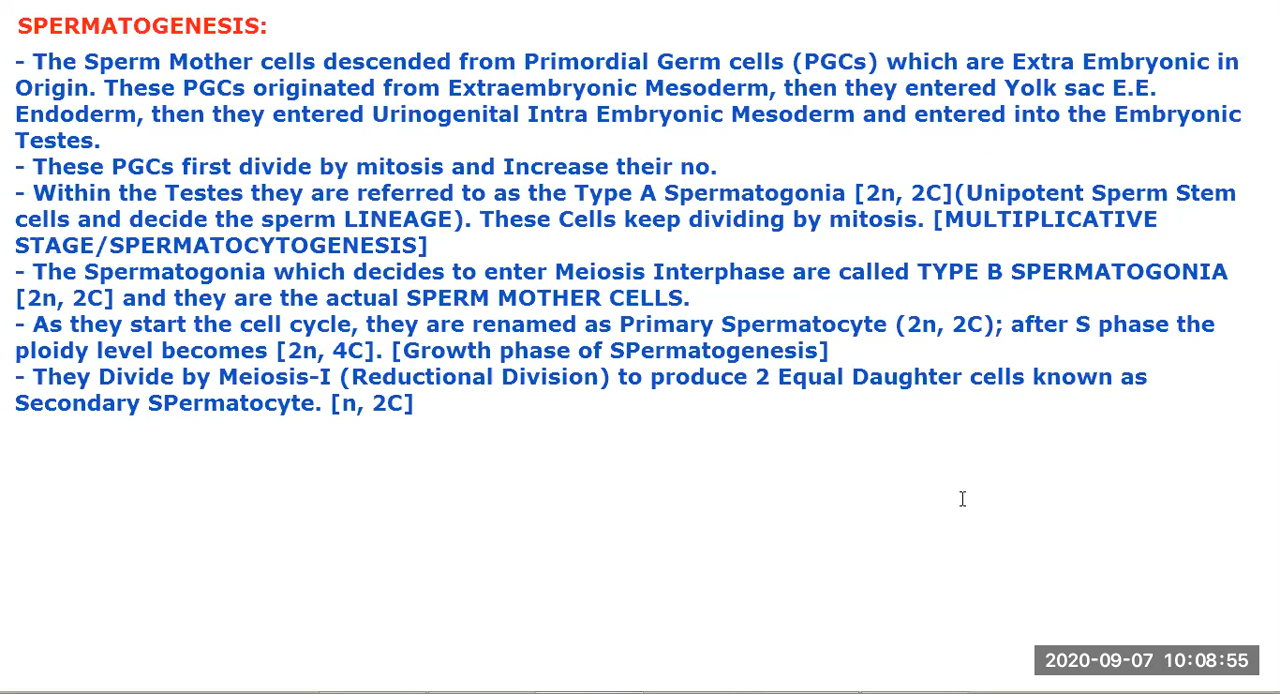 SPERMATOGENESIS:
- The Sperm Mother cells descended from Primordial Germ cells (PGCs) which are Extra Embryonic in
Origin. These PGCs originated from Extraembryonic Mesoderm, then they entered Yolk sac E.E.
Endoderm, then they entered Urinogenital Intra Embryonic Mesoderm and entered into the Embryonic
Testes.
- These PGCs first divide by mitosis and Increase their no.
- Within the Testes they are referred to as the Type A Spermatogonia [2n, 2C](Unipotent Sperm Stem
cells and decide the sperm LINEAGE). These Cells keep dividing by mitosis. [MULTIPLICATIVE
STAGE/SPERMATOCYTOGENESIS]
- The Spermatogonia which decides to enter Meiosis Interphase are called TYPE B SPERMATOGONIA
[2n, 2C] and they are the actual SPERM MOTHER CELLS.
- As they start the cell cycle, they are renamed as Primary Spermatocyte (2n, 2C); after S phase the
ploidy level becomes [2n, 4C]. [Growth phase of SPermatogenesis]
- They Divide by Meiosis-I (Reductional Division) to produce 2 Equal Daughter cells known as
Secondary SPermatocyte. [n, 2C]
2020-09-07 10:08:55